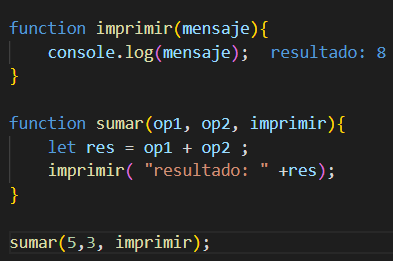 function imprimir(mensaje){
    console.log(mensaje);  resultado: 8
}

function sumar(op1, op2, imprimir){
    let res = op1 + op2 ;
    imprimir( "resultado: " +res);
}

sumar(5,3, imprimir);